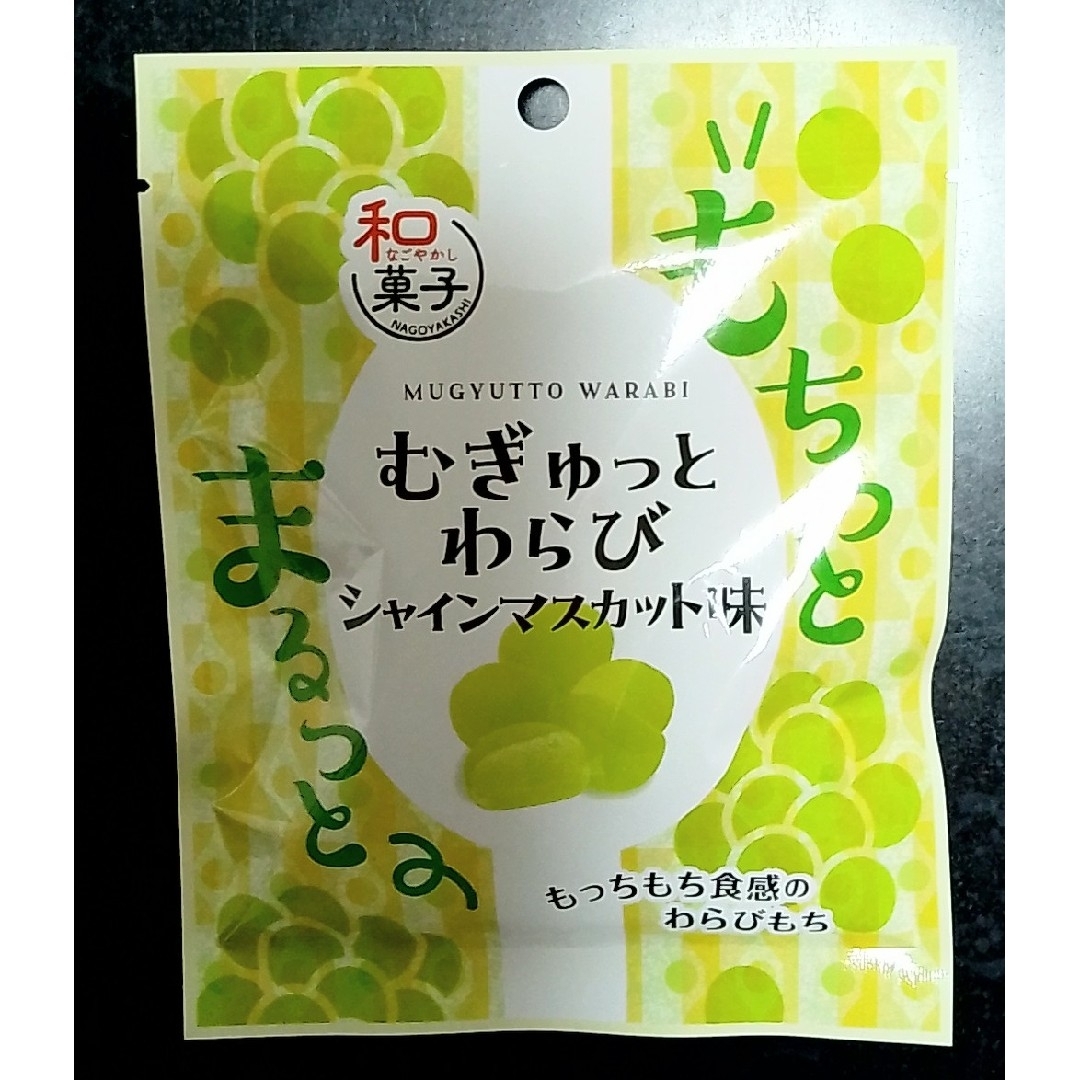 もちっと
和
なごやかし
菓子
NAGOYAKASHI
MUGYUTTO WARABI
むぎゅっと
わらび
シャインマスカット味
まるっと
もっちもち食感の
わらびもち